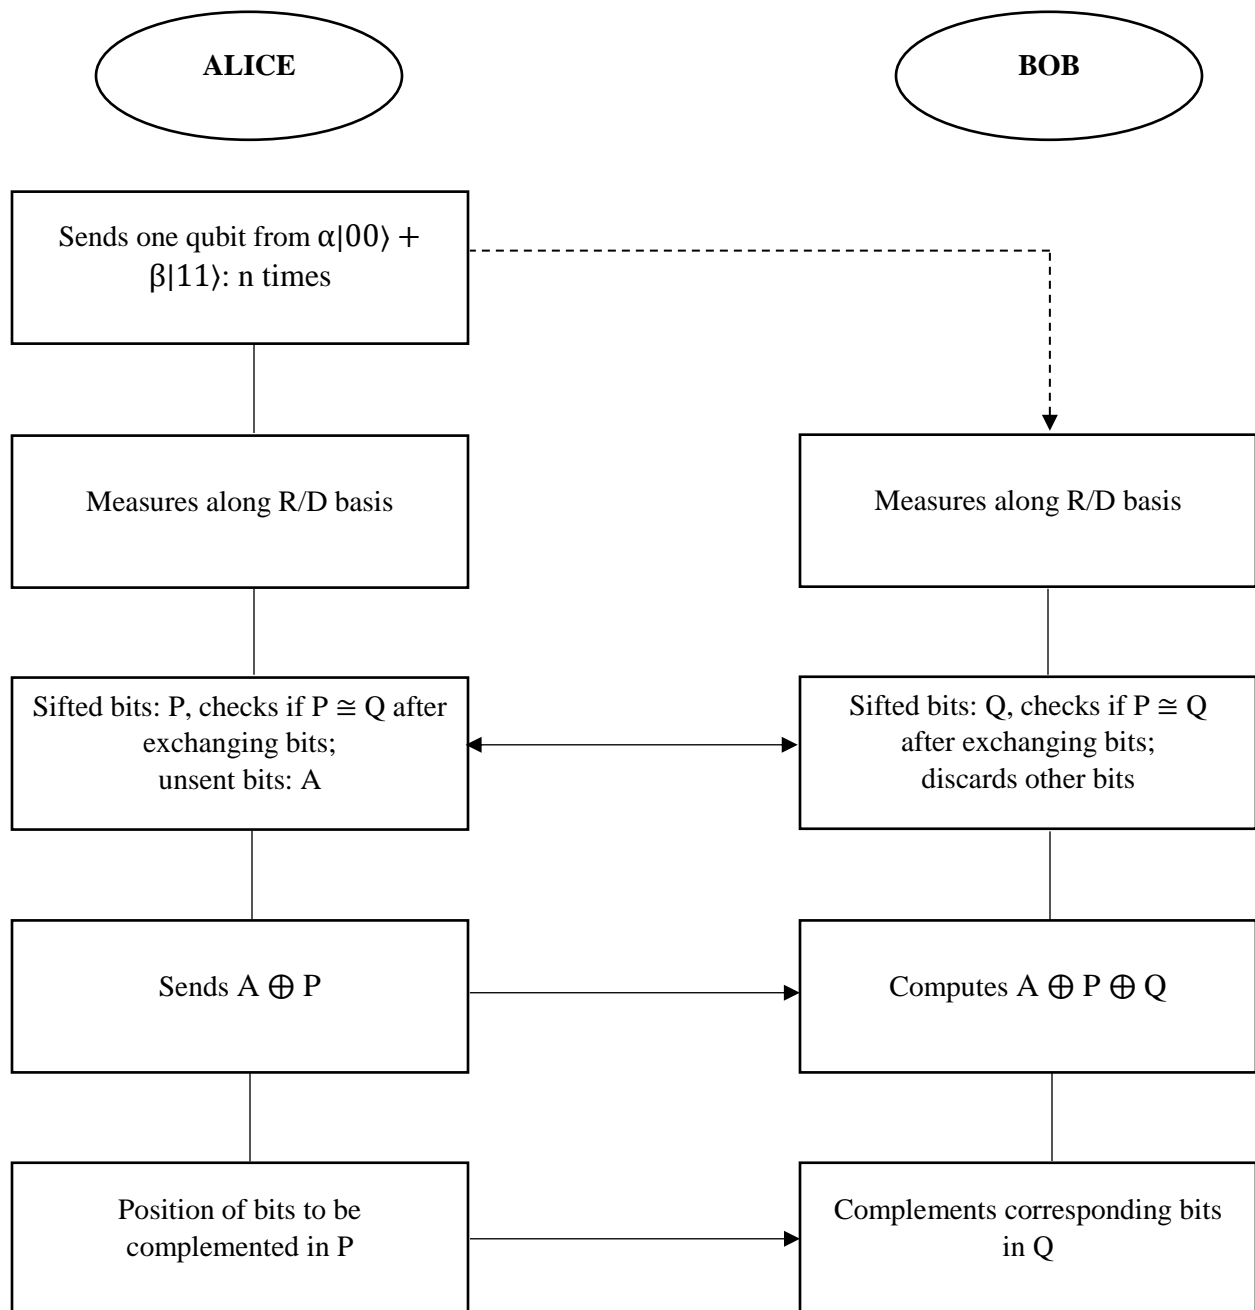 ALICE
BOB
Sends one qubit from α|00⟩ +
β|11⟩: n times
Measures along R/D basis
Measures along R/D basis
Sifted bits: P, checks if P ≅ Q after
exchanging bits;
unsent bits: A
Sifted bits: Q, checks if P ≅ Q
after exchanging bits;
discards other bits
Sends A ⊕ P
Computes A ⊕ P ⊕ Q
Position of bits to be
complemented in P
Complements corresponding bits
in Q